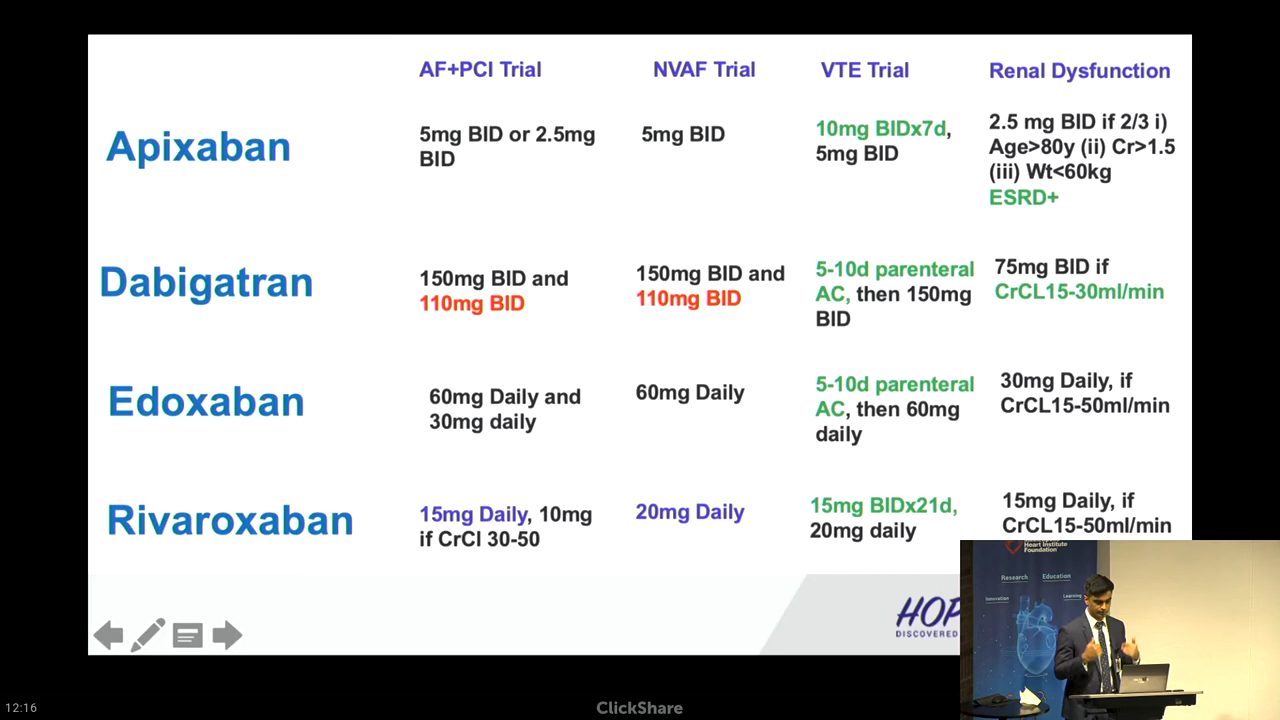 AF+PCI Trial
NVAF Trial
VTE Trial
Renal Dysfunction
Apixaban
5mg BID or 2.5mg
BID
5mg BID
10mg BIDx7d,
5mg BID
2.5 mg BID if 2/3 i)
Age>80y (ii) Cr>1.5
(iii) Wt<60kg
ESRD+
Dabigatran
150mg BID and
110mg BID
150mg BID and
110mg BID
5-10d parenteral
AC, then 150mg
BID
75mg BID if
CrCL15-30ml/min
Edoxaban
60mg Daily and
30mg daily
60mg Daily
5-10d parenteral
AC, then 60mg
daily
30mg Daily, if
CrCL15-50ml/min
Rivaroxaban
15mg Daily, 10mg
if CrCl 30-50
20mg Daily
15mg BIDx21d,
20mg daily
15mg Daily, if
CrCL15-50ml/min
HOP
DISCOVERED
Heart Institute
Foundation
Research
Education
Innovation
Learning
12:16
ClickShare